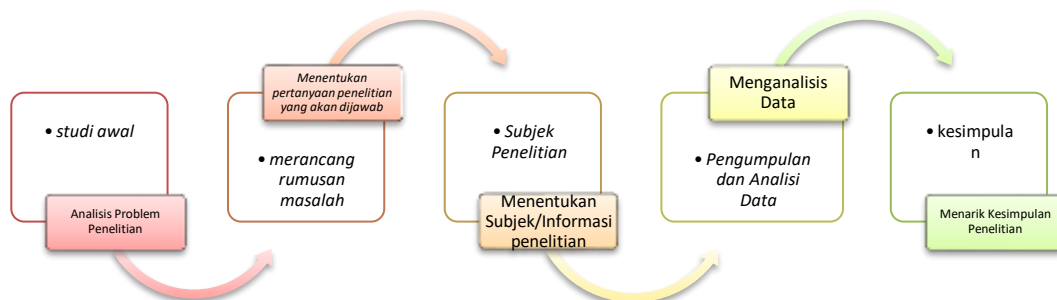 • studi awal
Analisis Problem
Penelitian
Menentukan
pertanyaan penelitian
yang akan dijawab
• merancang
rumusan
masalah
• Subjek
Penelitian
Menentukan
Subjek/Informasi
penelitian
Menganalisis
Data
• Pengumpulan
dan Analisi
Data
• kesimpula
n
Menarik Kesimpulan
Penelitian